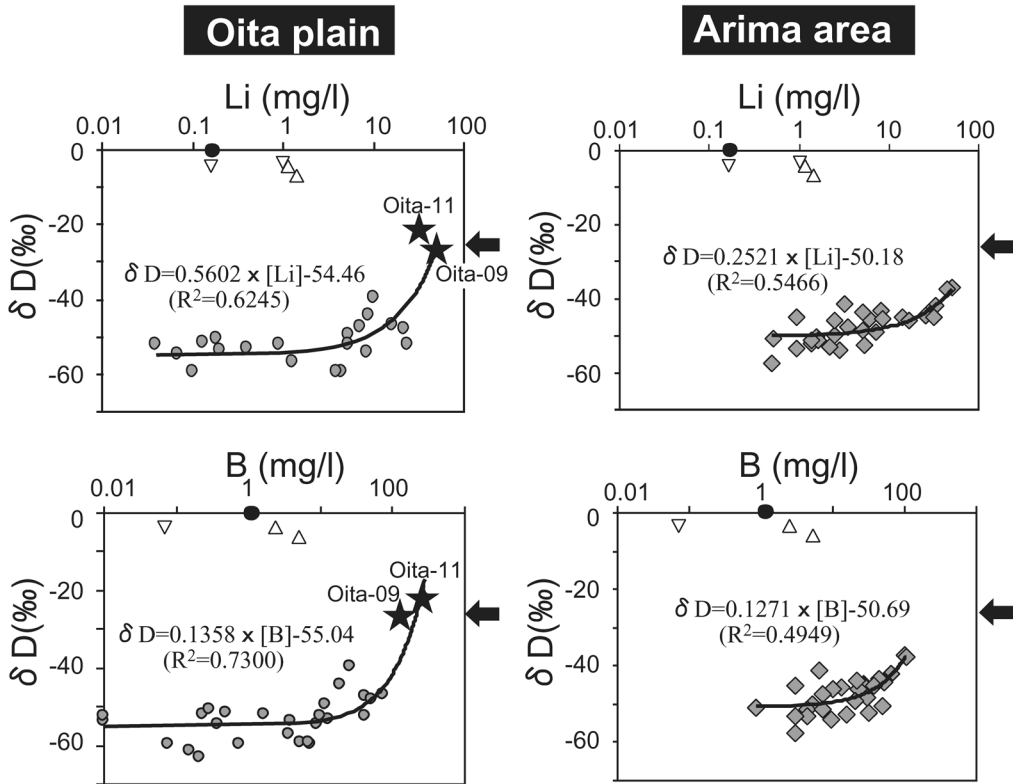 Oita plain
Li (mg/l)
0.01 0.1 1 10 100
0
-20
-40
-60
δ D(‰)
Oita-11
Oita-09
δ D=0.5602 x [Li]-54.46
(R²=0.6245)
Arima area
Li (mg/l)
0.01 0.1 1 10 100
0
-20
-40
-60
δ D(‰)
δ D=0.2521 x [Li]-50.18
(R²=0.5466)
B (mg/l)
0.01 1 100
0
-20
-40
-60
δ D(‰)
Oita-11
Oita-09
δ D=0.1358 x [B]-55.04
(R²=0.7300)
B (mg/l)
0.01 1 100
0
-20
-40
-60
δ D(‰)
δ D=0.1271 x [B]-50.69
(R²=0.4949)